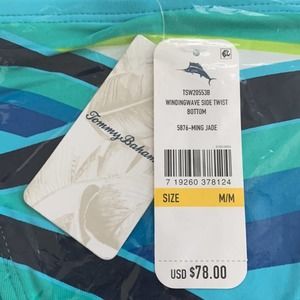 Tommy Bahama
TSW20553B
WINDINGWAVE SIDE TWIST
BOTTOM
5876-MING JADE
7 19260 378124
SIZE M/M
USD $78.00